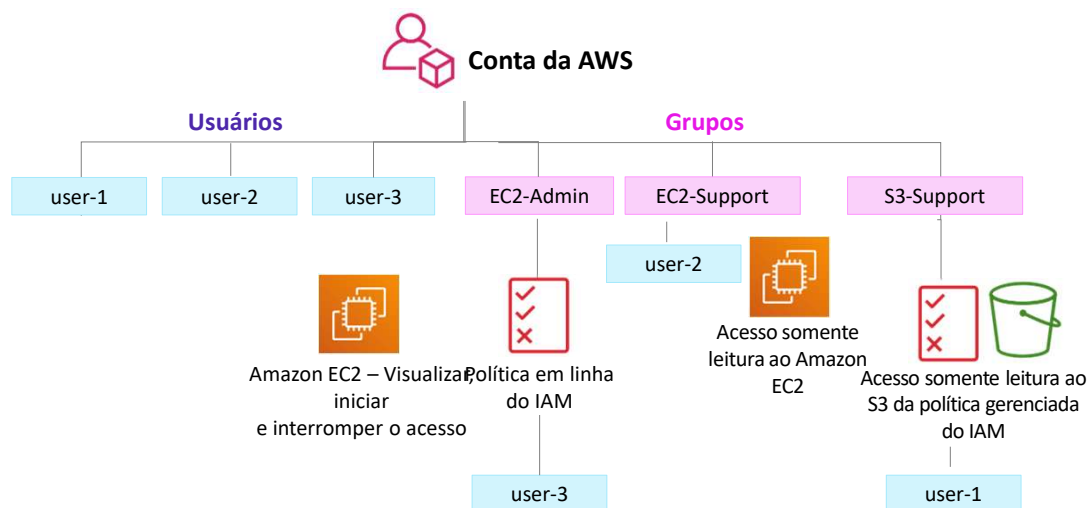 Conta da AWS
Usuários
Grupos
user-1
user-2
user-3
EC2-Admin
EC2-Support
S3-Support
user-2
Amazon EC2 – Visualizar,
iniciar
e interromper o acesso
Política em linha
do IAM
Acesso somente
leitura ao Amazon
EC2
Acesso somente leitura ao
S3 da política gerenciada
do IAM
user-3
user-1